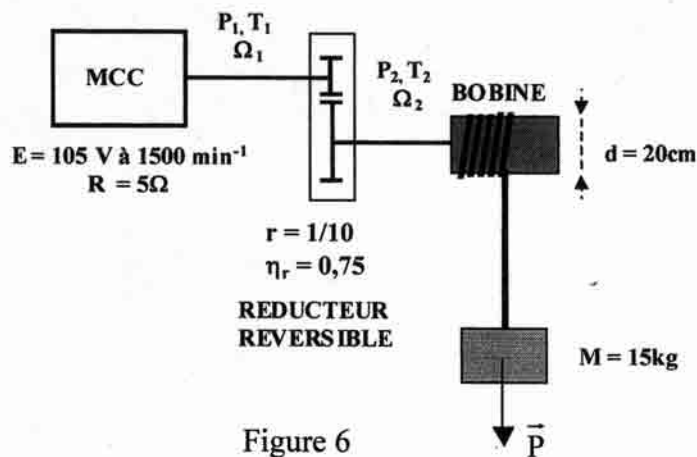 P₁, T₁
Ω₁
MCC
P₂, T₂
Ω₂
BOBINE
E = 105 V à 1500 min⁻¹
R = 5Ω
d = 20cm
r = 1/10
ηᵣ = 0,75
REDUCTEUR
REVERSIBLE
M = 15kg
P⃗
Figure 6